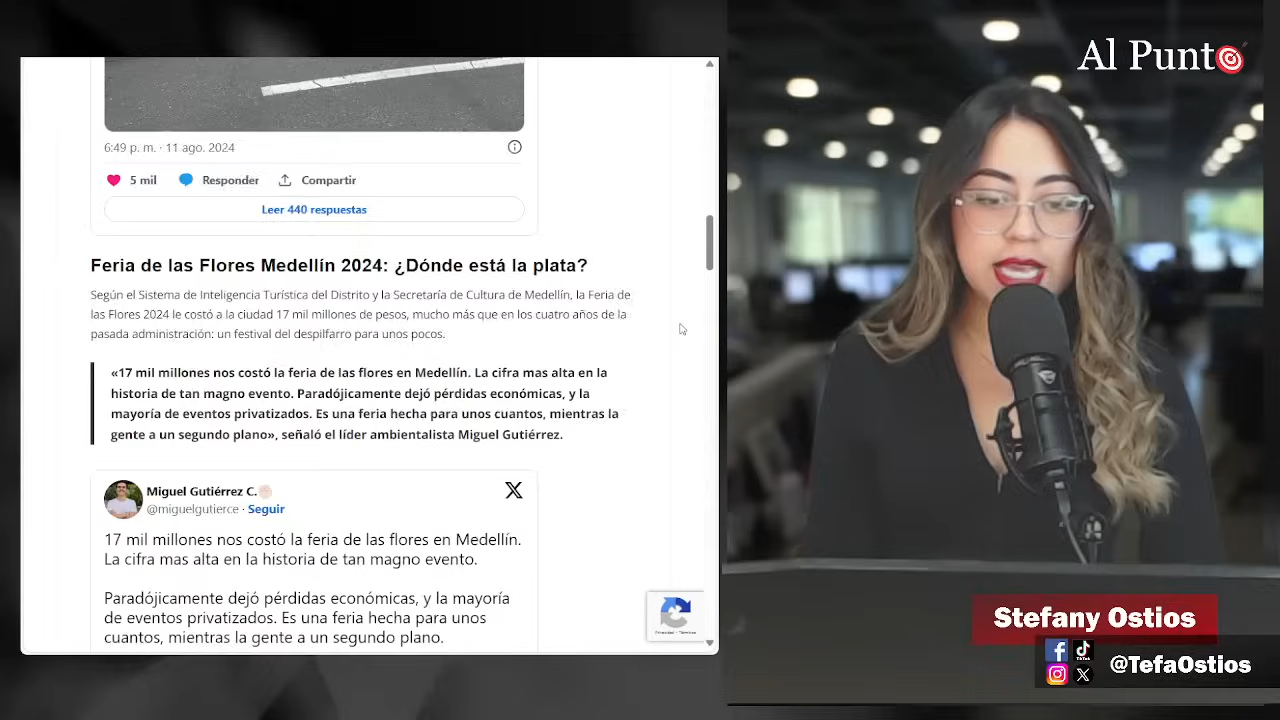 6:49 p. m. · 11 ago. 2024
5 mil Responder Compartir
Leer 440 respuestas
Feria de las Flores Medellín 2024: ¿Dónde está la plata?
Según el Sistema de Inteligencia Turística del Distrito y la Secretaría de Cultura de Medellín, la Feria de
las Flores 2024 le costó a la ciudad 17 mil millones de pesos, mucho más que en los cuatro años de la
pasada administración: un festival del despilfarro para unos pocos.
«17 mil millones nos costó la feria de las flores en Medellín. La cifra mas alta en la
historia de tan magno evento. Paradójicamente dejó pérdidas económicas, y la
mayoría de eventos privatizados. Es una feria hecha para unos cuantos, mientras la
gente a un segundo plano», señaló el líder ambientalista Miguel Gutiérrez.
Miguel Gutiérrez C.
@miguelgutierce · Seguir
17 mil millones nos costó la feria de las flores en Medellín.
La cifra mas alta en la historia de tan magno evento.
Paradójicamente dejó pérdidas económicas, y la mayoría
de eventos privatizados. Es una feria hecha para unos
cuantos, mientras la gente a un segundo plano.
Privacidad - Términos
Al Punto
Stefany Ostios
@TefaOstios